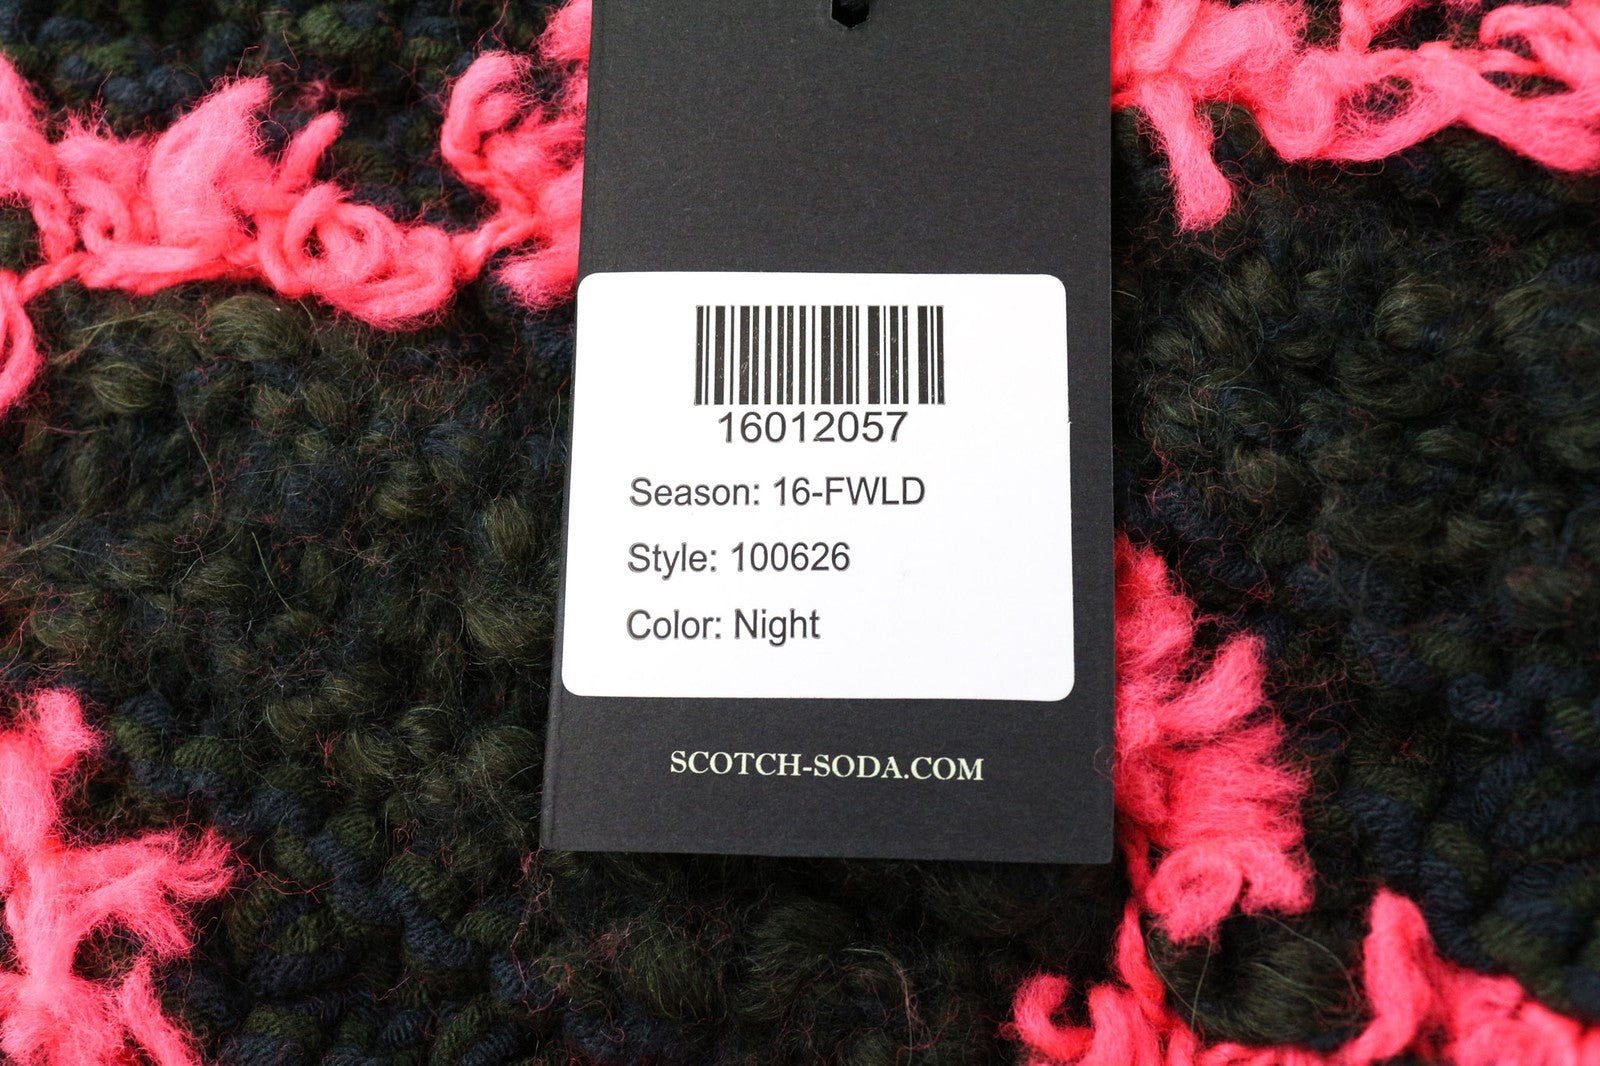 16012057
Season: 16-FWLD
Style: 100626
Color: Night
SCOTCH-SODA.COM